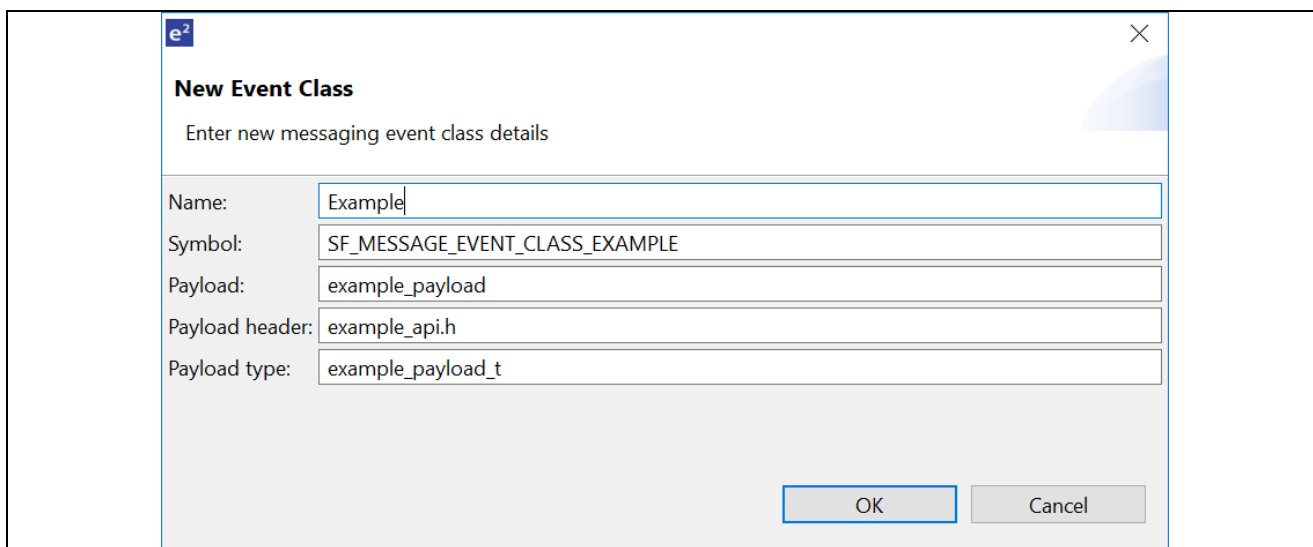 e²
New Event Class
Enter new messaging event class details
Name: Example
Symbol: SF_MESSAGE_EVENT_CLASS_EXAMPLE
Payload: example_payload
Payload header: example_api.h
Payload type: example_payload_t
OK Cancel